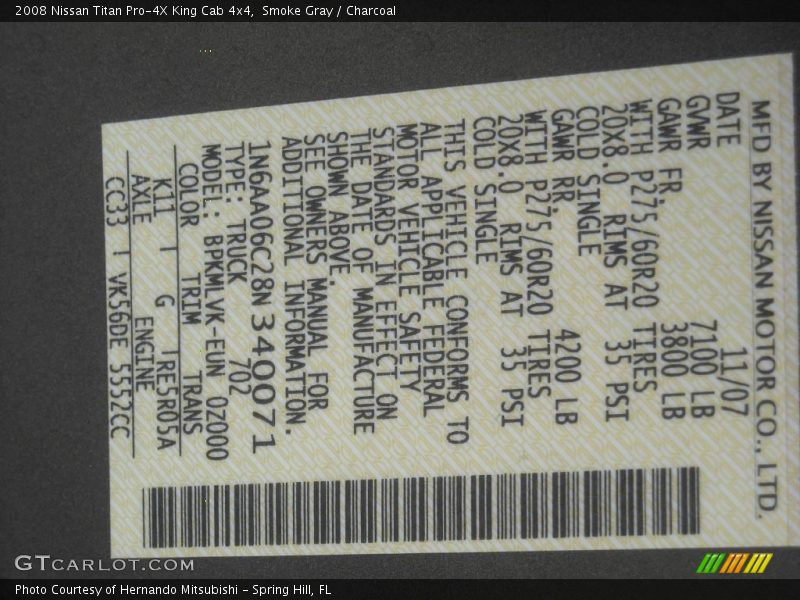 2008 Nissan Titan Pro-4X King Cab 4x4, Smoke Gray / Charcoal
MFD BY NISSAN MOTOR CO., LTD.
DATE 11/07
GVWR 7100 LB
GAWR FR. 3800 LB
WITH P275/60R20 TIRES
20X8.0 RIMS AT 35 PSI
COLD SINGLE
GAWR RR. 4200 LB
WITH P275/60R20 TIRES
20X8.0 RIMS AT 35 PSI
COLD SINGLE
THIS VEHICLE CONFORMS TO
ALL APPLICABLE FEDERAL
MOTOR VEHICLE SAFETY
STANDARDS IN EFFECT ON
THE DATE OF MANUFACTURE
SHOWN ABOVE.
SEE OWNERS MANUAL FOR
ADDITIONAL INFORMATION.
1N6AA06C28N340071
TYPE: TRUCK 702
MODEL: BPKMLVK-EUN 0Z000
COLOR TRIM TRANS
K11 | G |RE5R05A
AXLE ENGINE
CC33 | VK56DE 5552CC
GTCARLOT.COM
Photo Courtesy of Hernando Mitsubishi - Spring Hill, FL